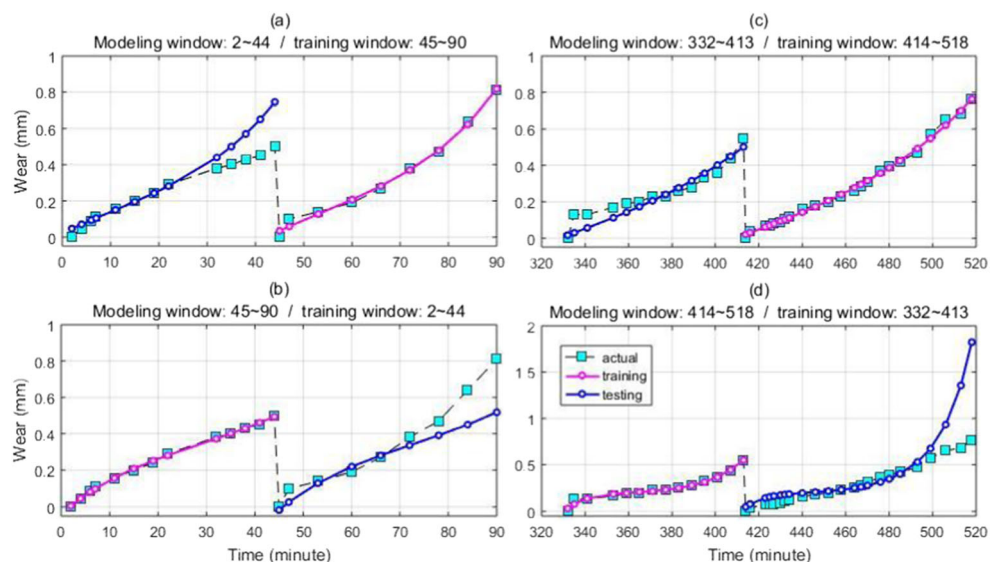 (a)
Modeling window: 2~44 / training window: 45~90
Wear (mm)
1
0.8
0.6
0.4
0.2
0
0 10 20 30 40 50 60 70 80 90
(b)
Modeling window: 45~90 / training window: 2~44
Wear (mm)
1
0.8
0.6
0.4
0.2
0
0 10 20 30 40 50 60 70 80 90
Time (minute)
(c)
Modeling window: 332~413 / training window: 414~518
1
0.8
0.6
0.4
0.2
0
320 340 360 380 400 420 440 460 480 500 520
(d)
Modeling window: 414~518 / training window: 332~413
2
1 5
1
0.5
0
actual
training
testing
320 340 360 380 400 420 440 460 480 500 520
Time (minute)